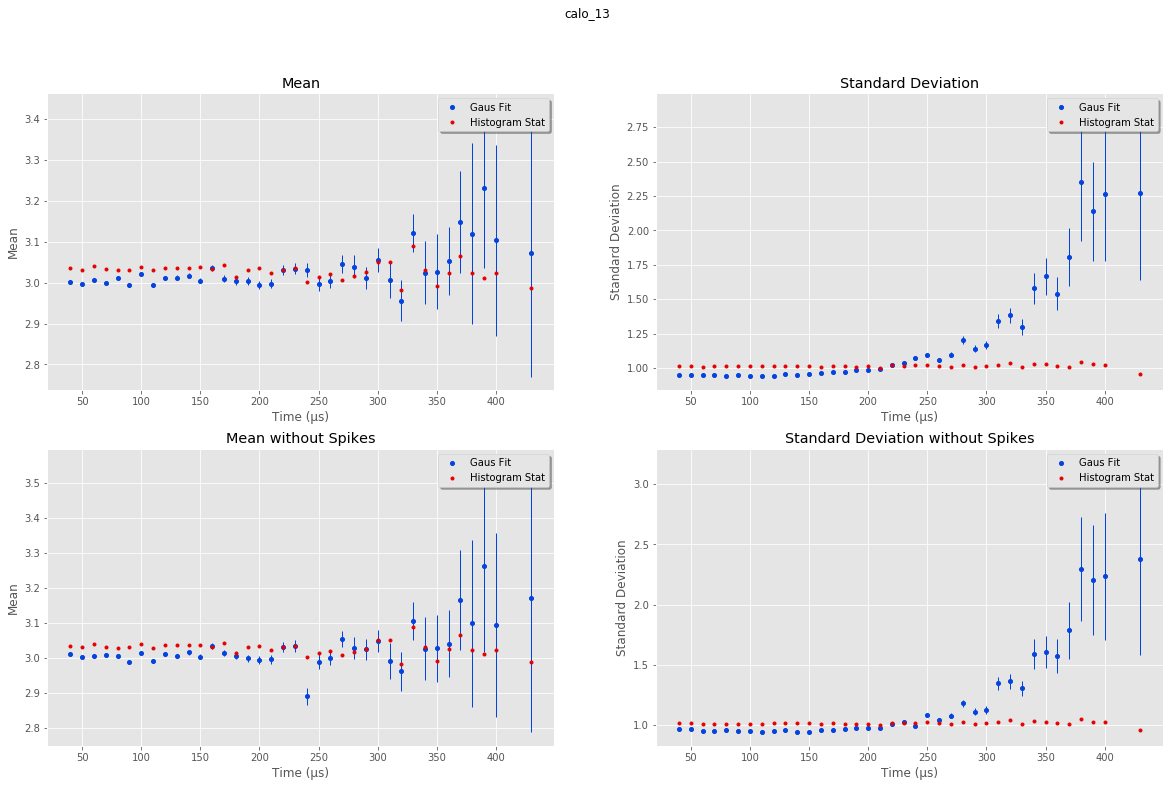 calo_13
Mean
Gaus Fit
Histogram Stat
3.4
3.3
3.2
3.1
3.0
2.9
2.8
Mean
50 100 150 200 250 300 350 400
Time (µs)
Standard Deviation
Gaus Fit
Histogram Stat
2.75
2.50
2.25
2.00
1.75
1.50
1.25
1.00
Standard Deviation
50 100 150 200 250 300 350 400
Time (µs)
Mean without Spikes
Gaus Fit
Histogram Stat
3.5
3.4
3.3
3.2
3.1
3.0
2.9
2.8
Mean
50 100 150 200 250 300 350 400
Time (µs)
Standard Deviation without Spikes
Gaus Fit
Histogram Stat
3.0
2.5
2.0
1.5
1.0
Standard Deviation
50 100 150 200 250 300 350 400
Time (µs)